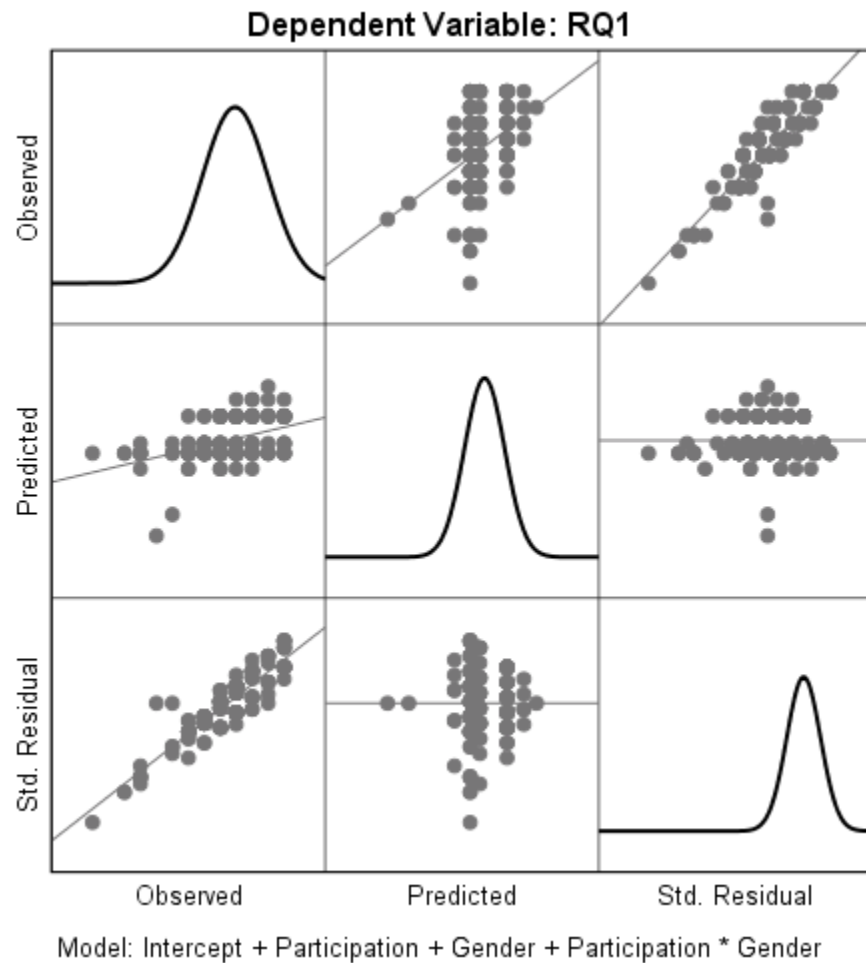 Dependent Variable: RQ1
Observed
Predicted
Std. Residual
Observed
Predicted
Std. Residual
Model: Intercept + Participation + Gender + Participation * Gender